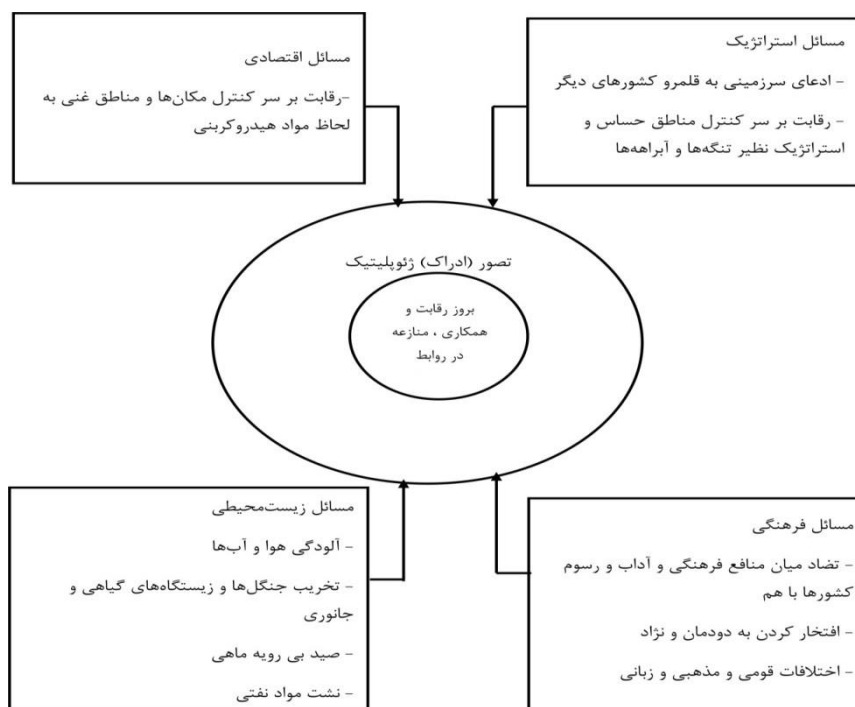 مسائل استراتژیک
- ادعای سرزمینی به قلمرو کشورهای دیگر
- رقابت بر سر کنترل مناطق حساس و
استراتژیک نظیر تنگه‌ها و آبراهه‌ها
مسائل اقتصادی
-رقابت بر سر کنترل مکان‌ها و مناطق غنی به
لحاظ مواد هیدروکربنی
تصور (ادراک) ژئوپلیتیک
بروز رقابت و
همکاری ، منازعه
در روابط
مسائل فرهنگی
- تضاد میان منافع فرهنگی و آداب و رسوم
کشورها با هم
- افتخار کردن به دودمان و نژاد
- اختلافات قومی و مذهبی و زبانی
مسائل زیست‌محیطی
- آلودگی هوا و آب‌ها
- تخریب جنگل‌ها و زیستگاه‌های گیاهی و
جانوری
- صید بی رویه ماهی
- نشت مواد نفتی